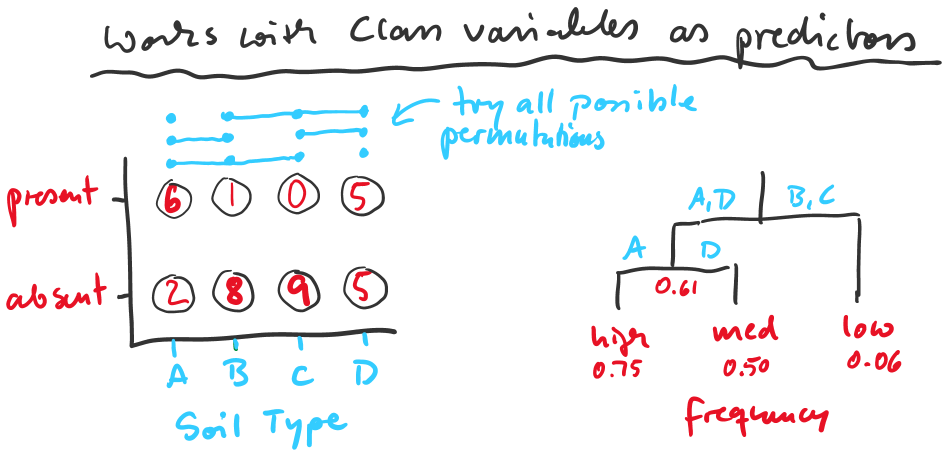 Works with Class variables as predictors
try all possible
permutations
present 6 1 0 5
absent 2 8 9 5
A B C D
Soil Type
A,D B,C
A D
0.61
high med low
0.75 0.50 0.06
frequency